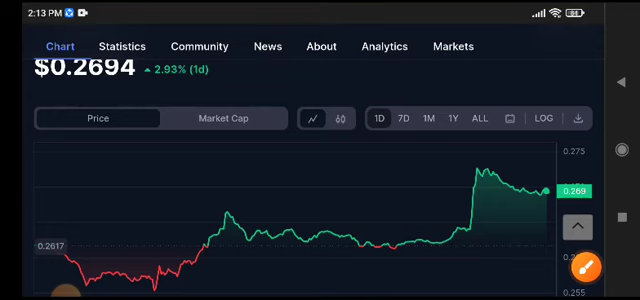 2:13 PM
Chart Statistics Community News About Analytics Markets
$0.2694 2.93% (1d)
Price Market Cap 1D 7D 1M 1Y ALL LOG
0.275
0.269
0.2617
0.255